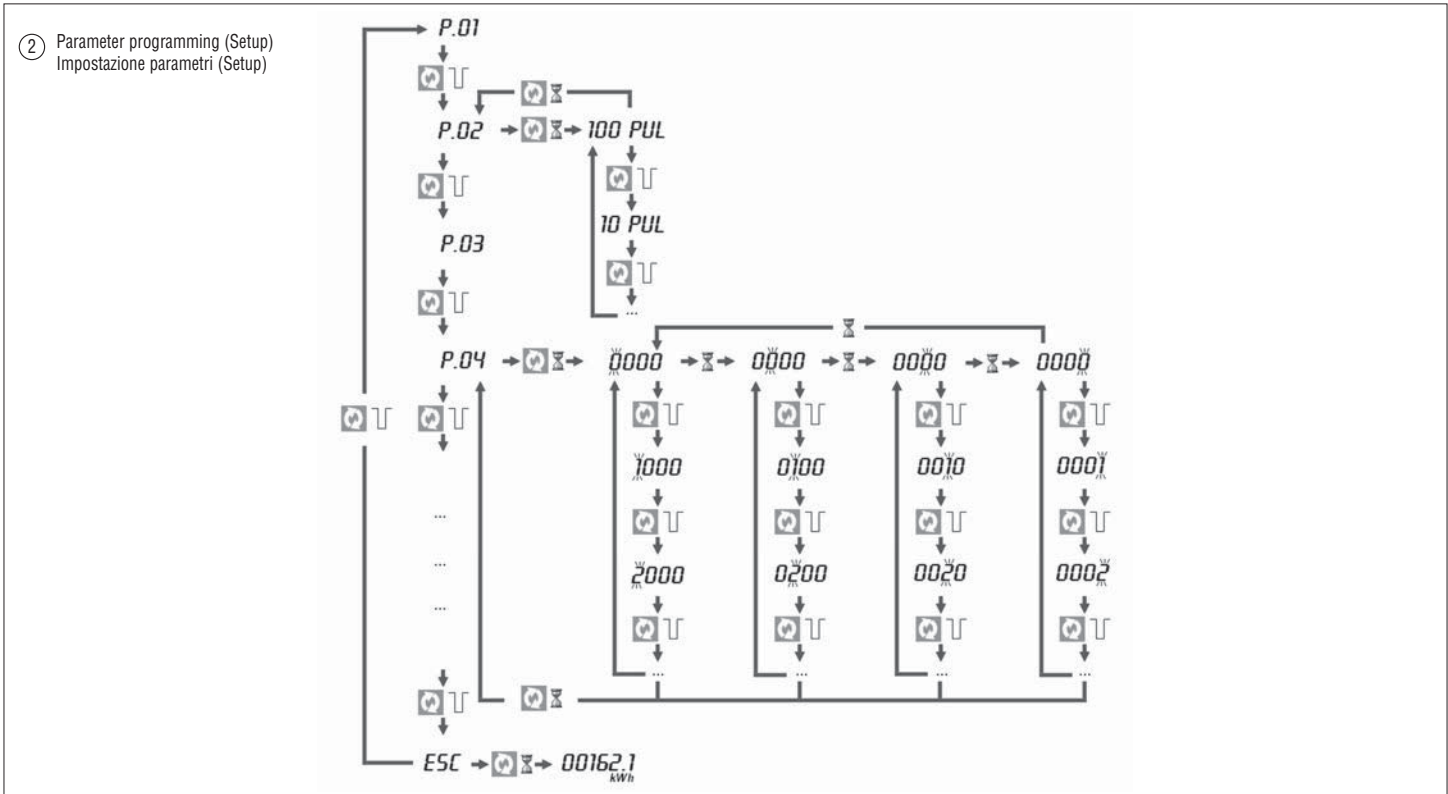 2 Parameter programming (Setup)
Impostazione parametri (Setup)
P.01
P.02 100 PUL
10 PUL
P.03
...
P.04 0000 0000 0000 0000
1000 0100 0010 0001
...
2000 0200 0020 0002
...
...
... ... ... ...
ESC 00162.1
kWh